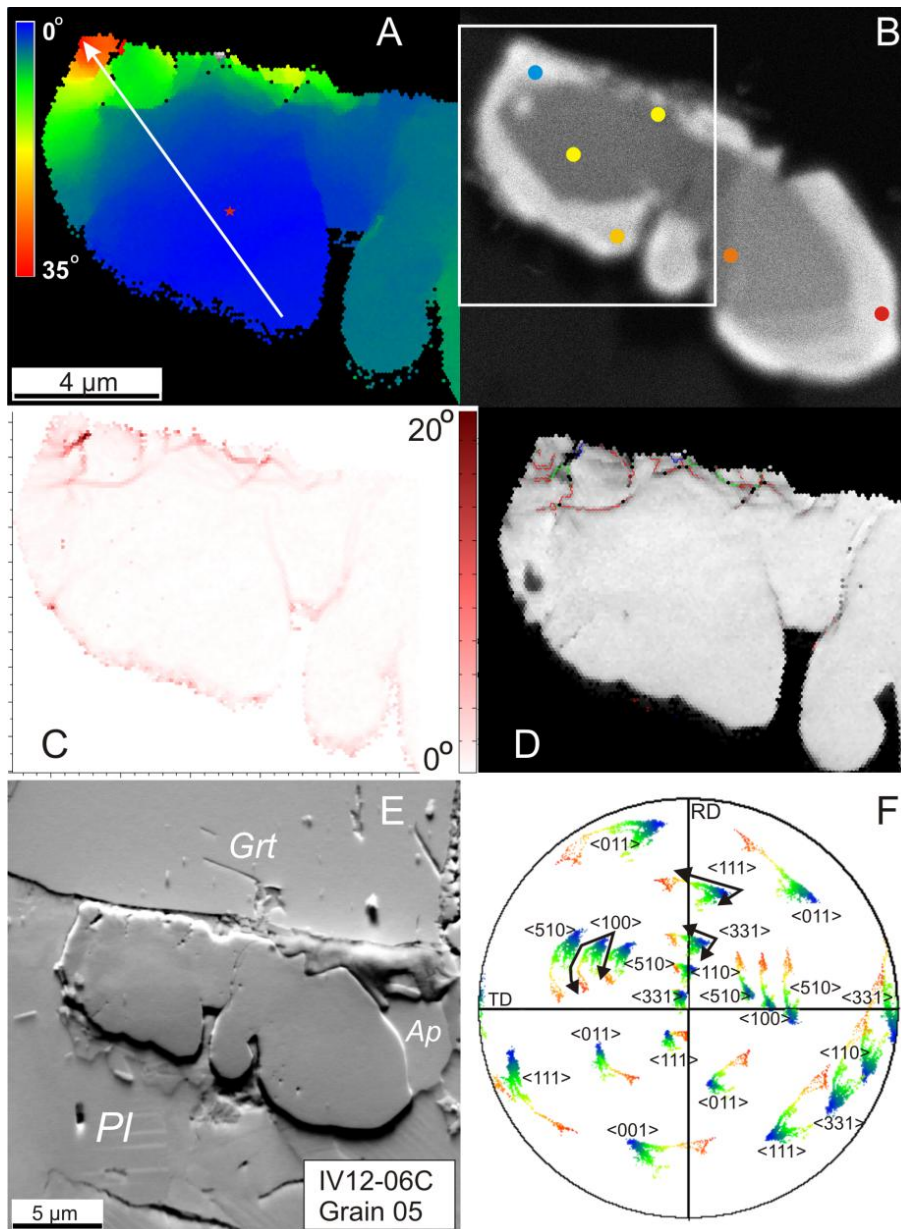 0°
A
B
35°
4 µm
20°
C
0°
D
E
Grt
Ap
Pl
IV12-06C
Grain 05
5 µm
F
RD
<011>
<111>
<011>
<510>
<100>
<331>
<510>
<110>
<510>
<331>
<331>
<510>
TD
<100>
<011>
<111>
<110>
<111>
<011>
<331>
<001>
<111>